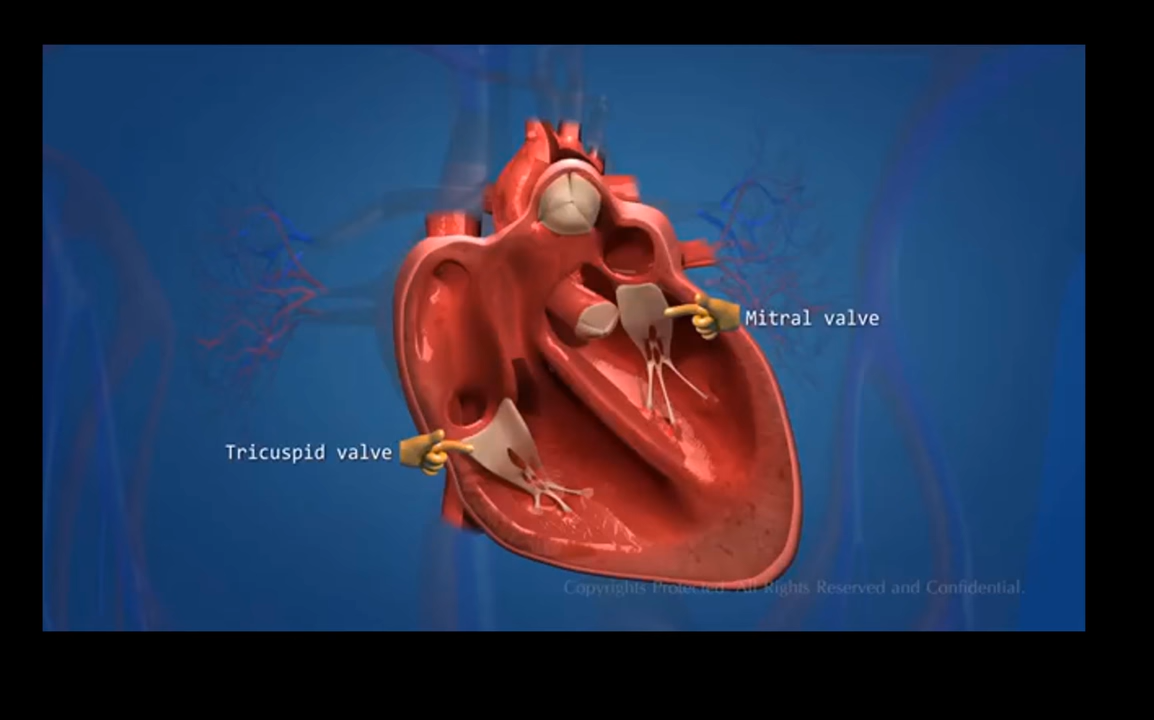 Mitral valve
Tricuspid valve
Copyrights Protected. All Rights Reserved and Confidential.